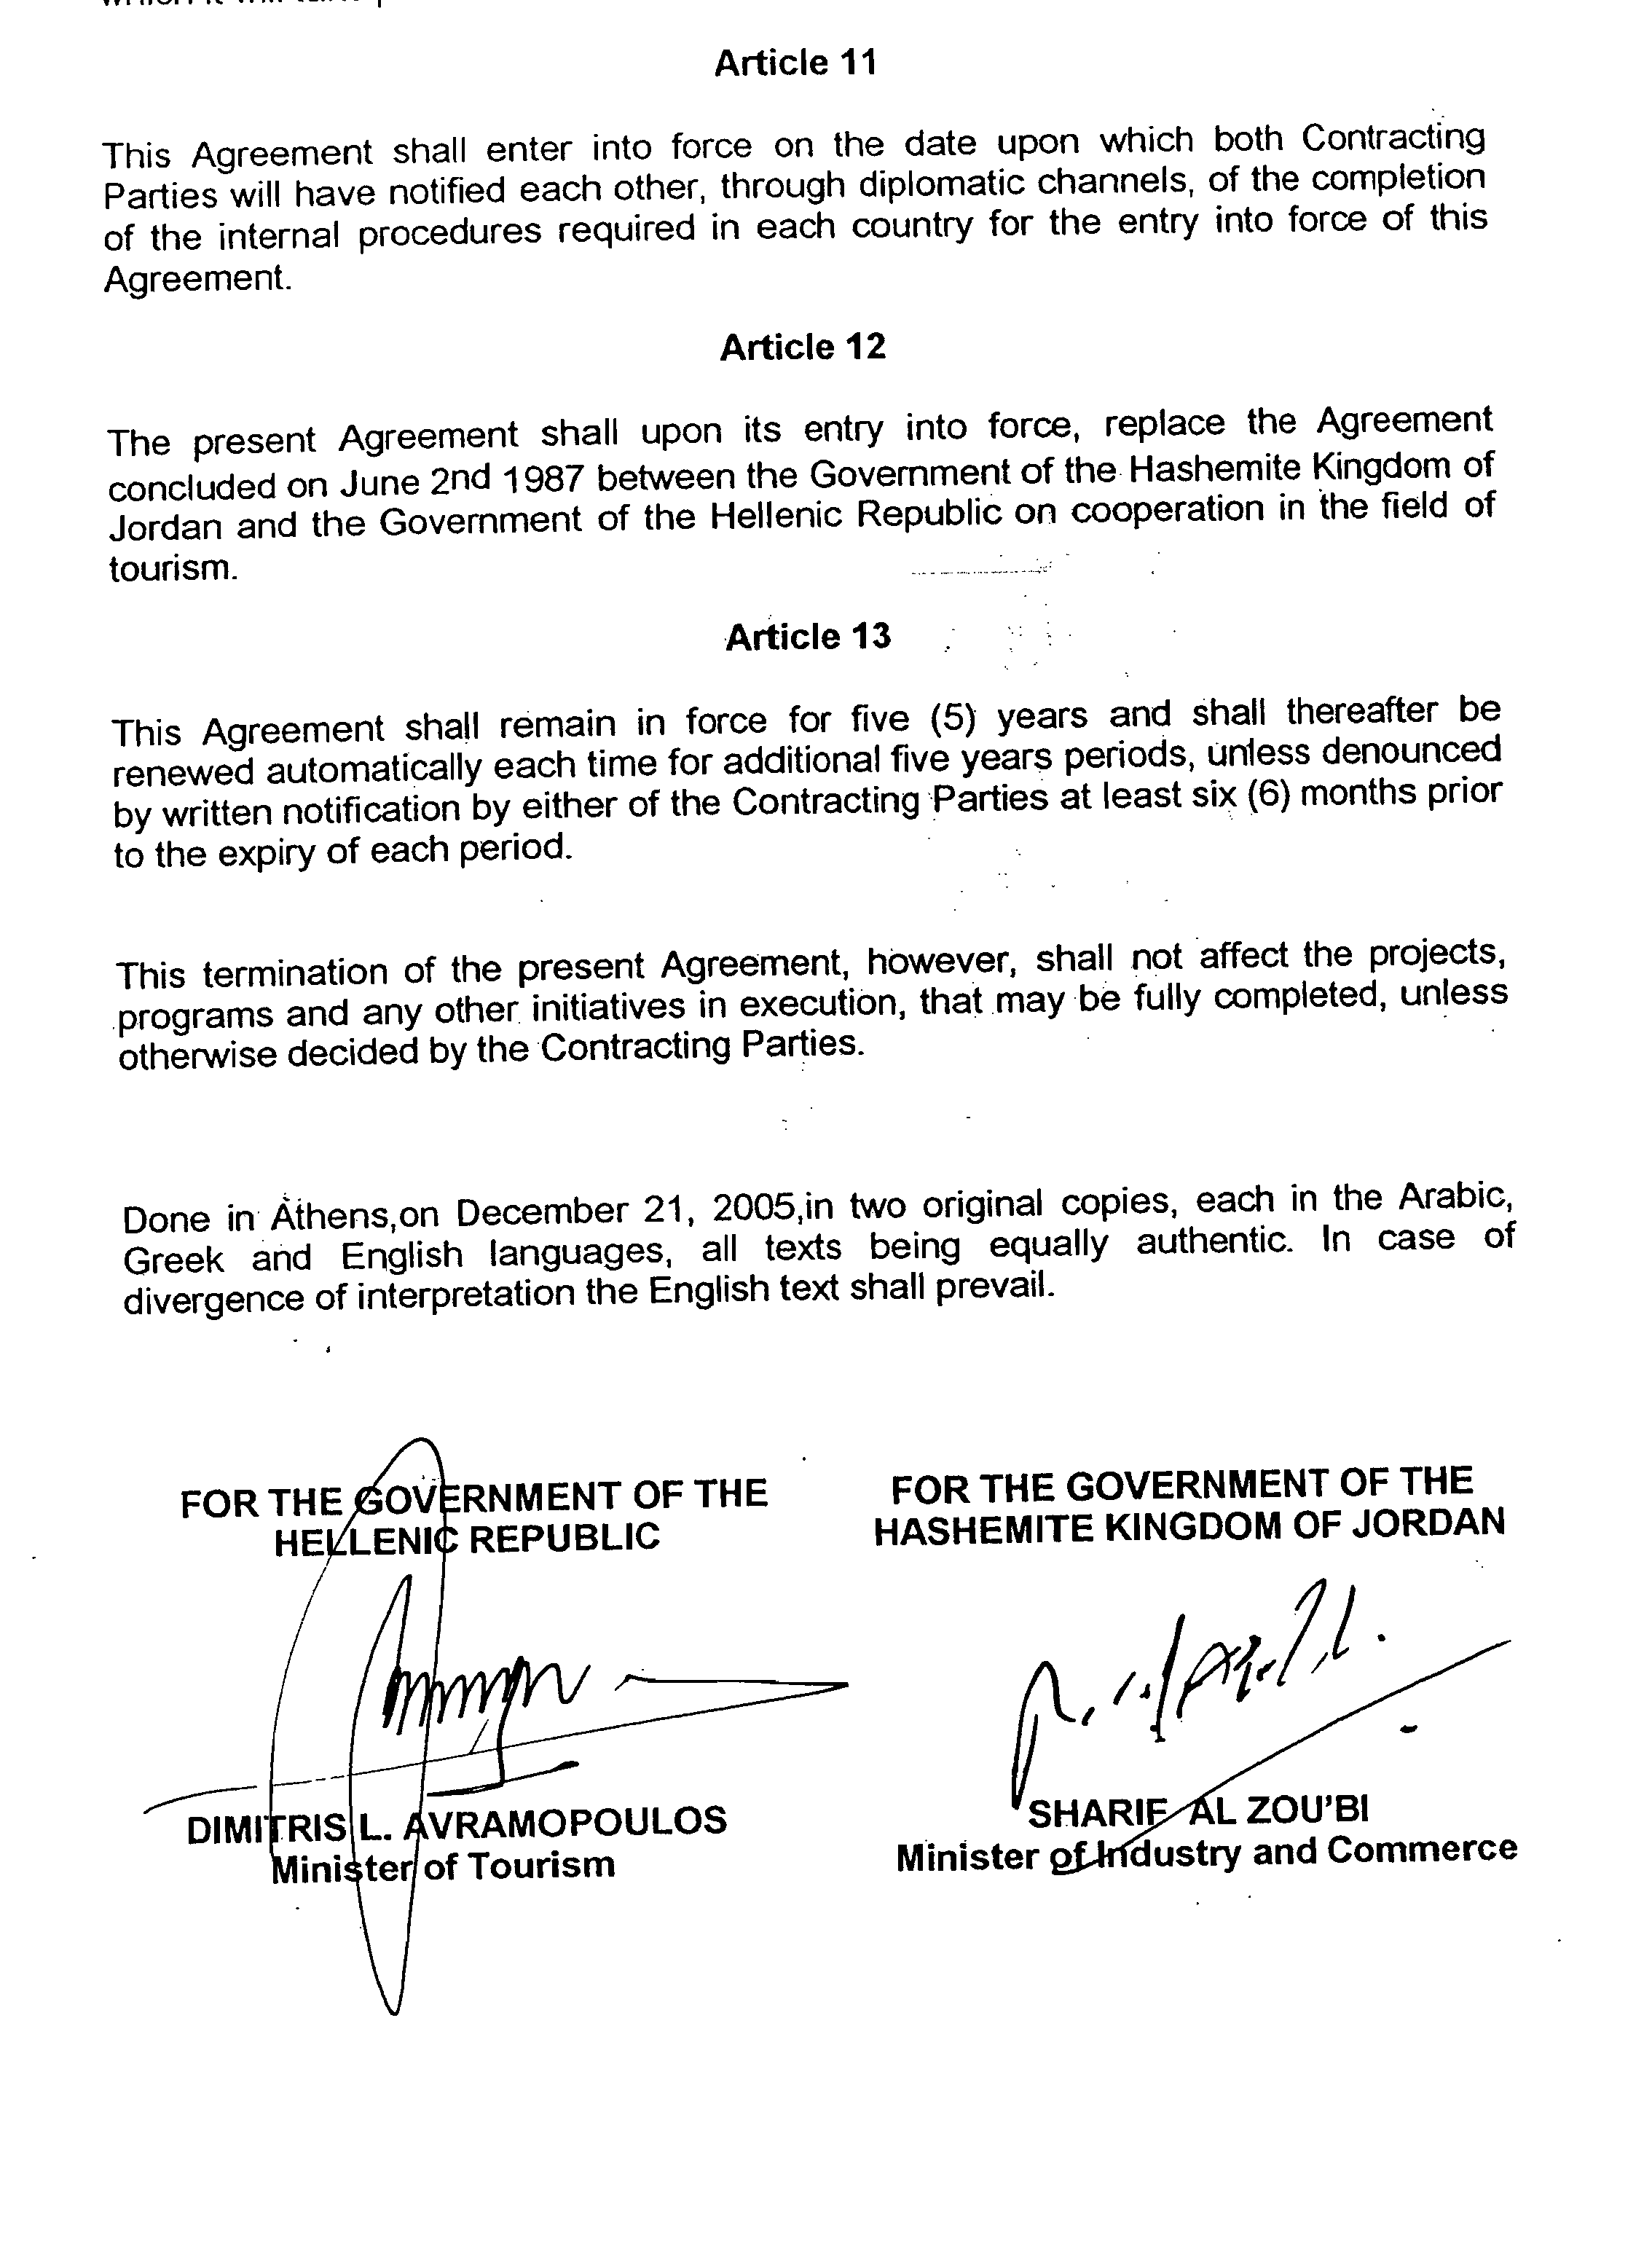 Article 11
This Agreement shall enter into force on the date upon which both Contracting
Parties will have notified each other, through diplomatic channels, of the completion
of the internal procedures required in each country for the entry into force of this
Agreement.
Article 12
The present Agreement shall upon its entry into force, replace the Agreement
concluded on June 2nd 1987 between the Government of the Hashemite Kingdom of
Jordan and the Government of the Hellenic Republic on cooperation in the field of
tourism.
Article 13
This Agreement shall remain in force for five (5) years and shall thereafter be
renewed automatically each time for additional five years periods, unless denounced
by written notification by either of the Contracting Parties at least six (6) months prior
to the expiry of each period.
This termination of the present Agreement, however, shall not affect the projects,
programs and any other initiatives in execution, that may be fully completed, unless
otherwise decided by the Contracting Parties.
Done in Athens,on December 21, 2005,in two original copies, each in the Arabic,
Greek and English languages, all texts being equally authentic. In case of
divergence of interpretation the English text shall prevail.
FOR THE GOVERNMENT OF THE
HELLENIC REPUBLIC
DIMITRIS L. AVRAMOPOULOS
Minister of Tourism
FOR THE GOVERNMENT OF THE
HASHEMITE KINGDOM OF JORDAN
SHARIF AL ZOU'BI
Minister of Industry and Commerce